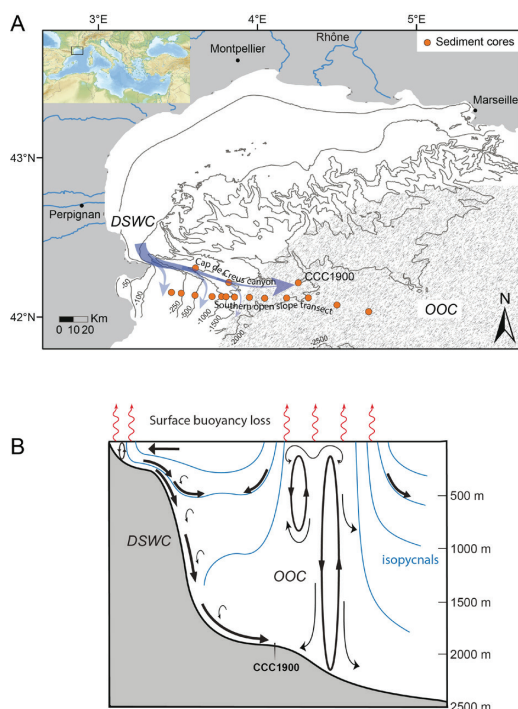 A
3°E
4°E
5°E
Rhône
Montpellier
Sediment cores
Marseille
43°N
Perpignan
DSWC
Cap de Creus canyon
CCC1900
-50
-100
-250
-500
-1000
-1500
-2000
Southern open slope transect
OOC
42°N
0 10 20
Km
-2500
N
B
Surface buoyancy loss
500 m
DSWC
1000 m
isopycnals
OOC
1500 m
CCC1900
2000 m
2500 m